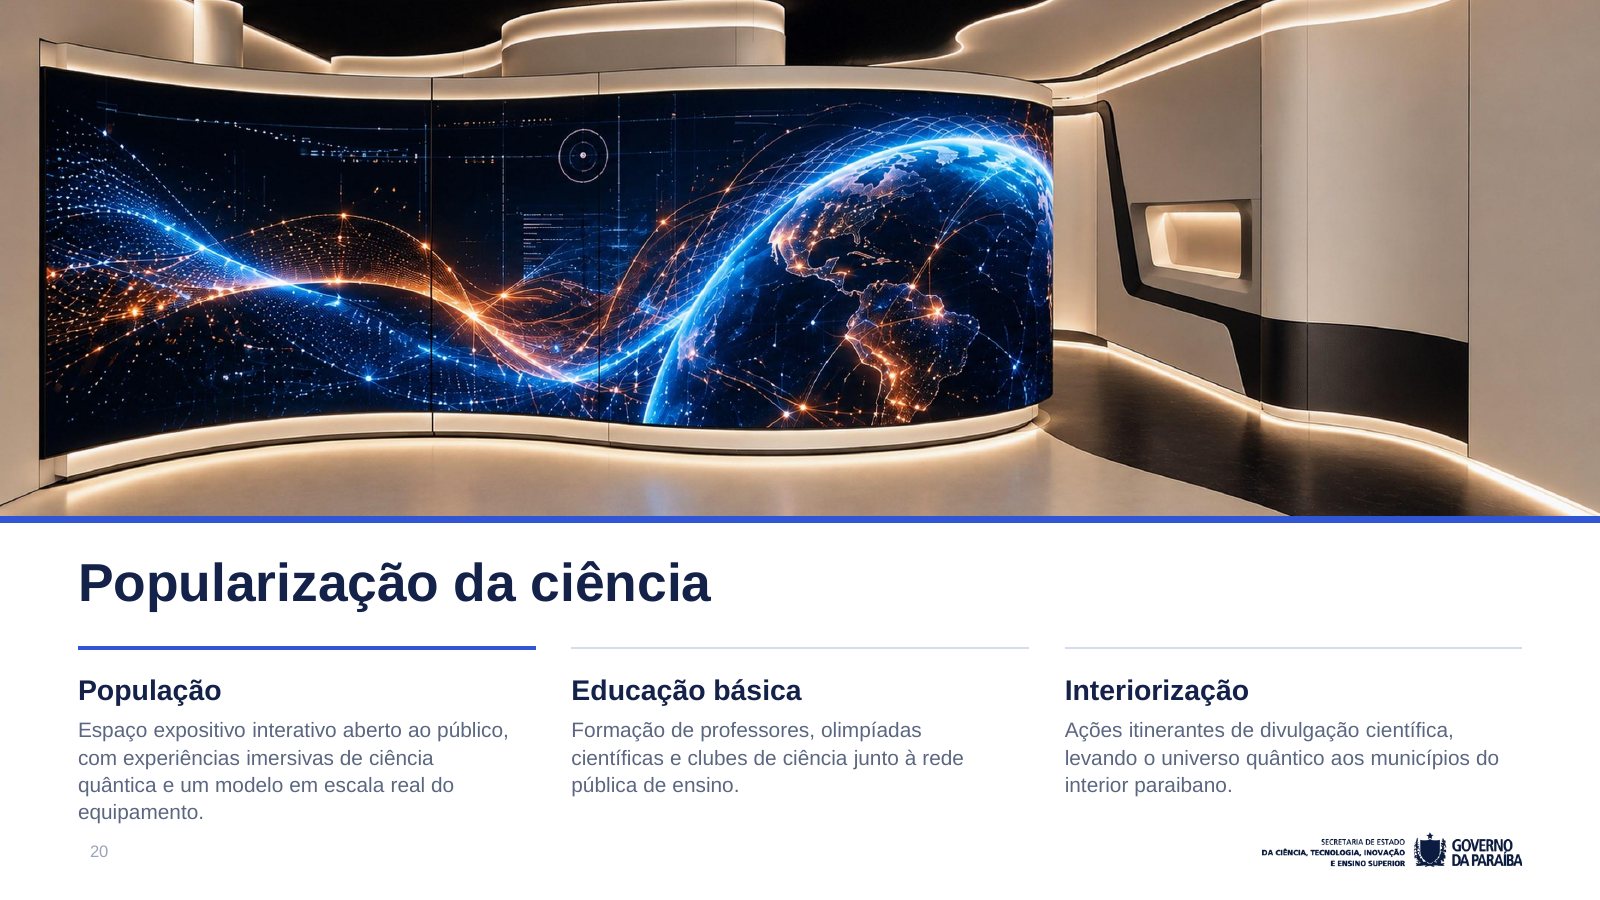 Popularização da ciência
População
Espaço expositivo interativo aberto ao público,
com experiências imersivas de ciência
quântica e um modelo em escala real do
equipamento.
Educação básica
Formação de professores, olimpíadas
científicas e clubes de ciência junto à rede
pública de ensino.
Interiorização
Ações itinerantes de divulgação científica,
levando o universo quântico aos municípios do
interior paraibano.
20
SECRETARIA DE ESTADO
DA CIÊNCIA, TECNOLOGIA, INOVAÇÃO
E ENSINO SUPERIOR
GOVERNO
DA PARAÍBA